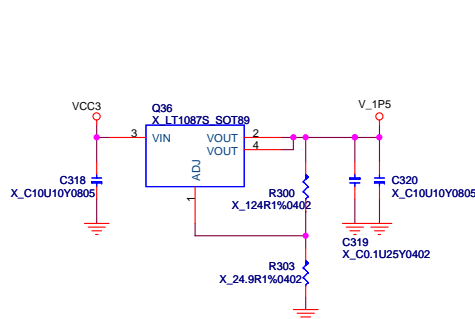 VCC3
Q36
X_LT1087S_SOT89
V_1P5
3
VIN
VOUT
2
VOUT
4
ADJ
1
C318
X_C10U10Y0805
R300
X_124R1%0402
C320
X_C10U10Y0805
C319
X_C0.1U25Y0402
R303
X_24.9R1%0402